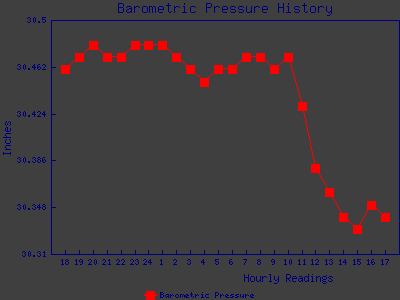 Barometric Pressure History
30.5
30.462
30.424
30.386
30.348
30.31
Inches
18 19 20 21 22 23 24 1 2 3 4 5 6 7 8 9 10 11 12 13 14 15 16 17
Hourly Readings
Barometric Pressure